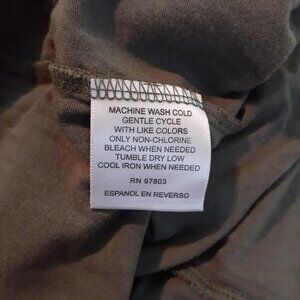 MACHINE WASH COLD
GENTLE CYCLE
WITH LIKE COLORS
ONLY NON-CHLORINE
BLEACH WHEN NEEDED
TUMBLE DRY LOW
COOL IRON WHEN NEEDED
RN 97803
ESPANOL EN REVERSO